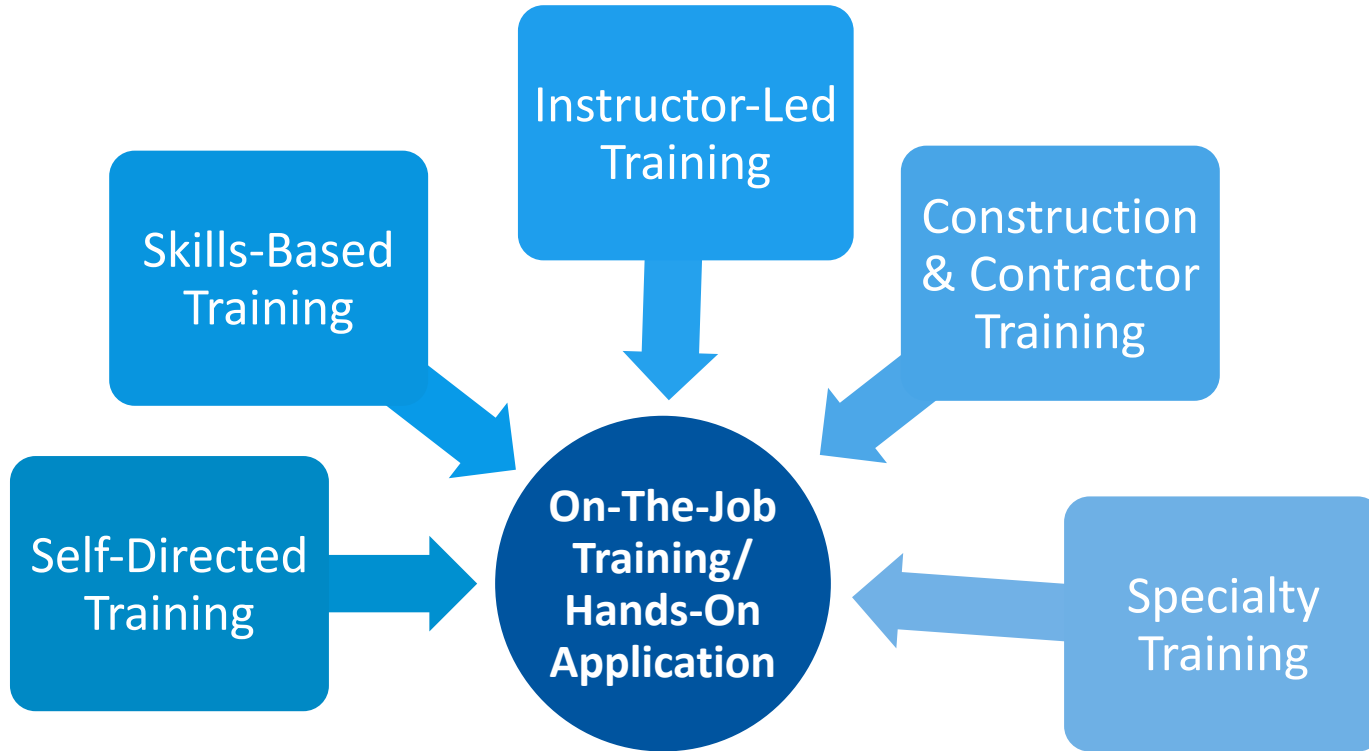 Instructor-Led
Training
Skills-Based
Training
Construction
& Contractor
Training
Self-Directed
Training
On-The-Job
Training/
Hands-On
Application
Specialty
Training